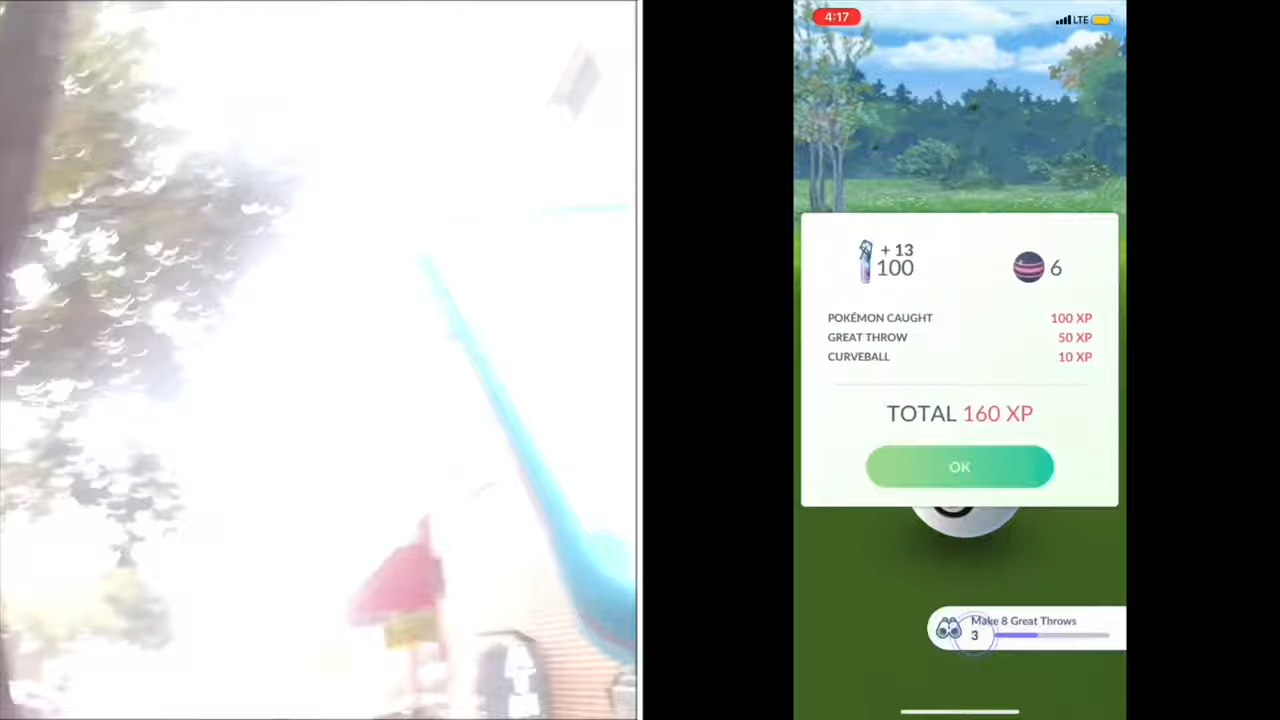 4:17
LTE
+ 13
100
6
POKÉMON CAUGHT 100 XP
GREAT THROW 50 XP
CURVEBALL 10 XP
TOTAL 160 XP
OK
Make 8 Great Throws
3